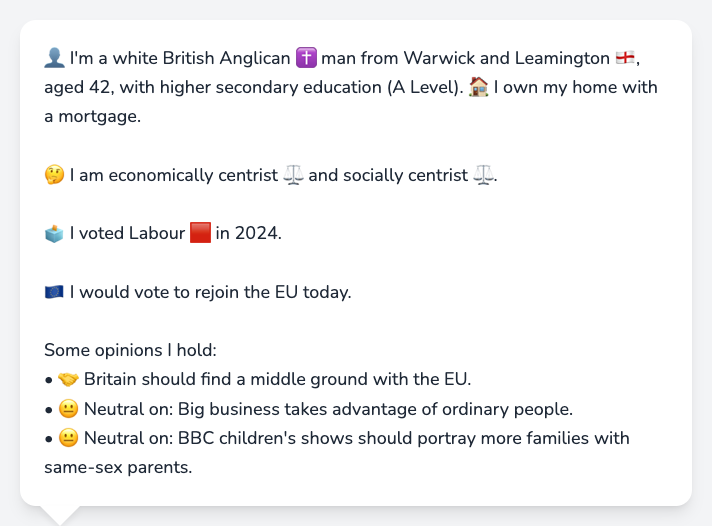 👤 I'm a white British Anglican ✝️ man from Warwick and Leamington 🏴󠁧󠁢󠁥󠁮󠁧󠁿,
aged 42, with higher secondary education (A Level). 🏠 I own my home with
a mortgage.
🤔 I am economically centrist ⚖️ and socially centrist ⚖️.
🗳️ I voted Labour 🟥 in 2024.
🇪🇺 I would vote to rejoin the EU today.
Some opinions I hold:
• 🤝 Britain should find a middle ground with the EU.
• 😐 Neutral on: Big business takes advantage of ordinary people.
• 😐 Neutral on: BBC children's shows should portray more families with
same-sex parents.